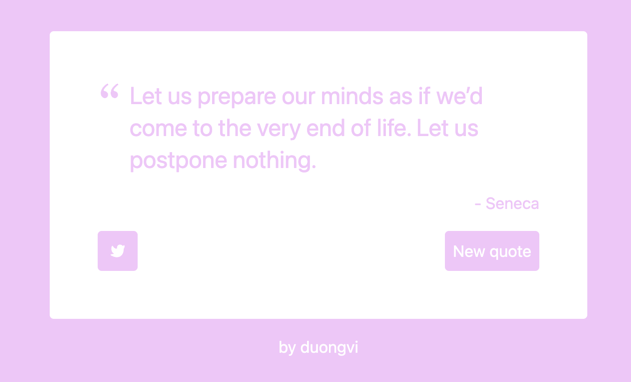 “ Let us prepare our minds as if we’d
come to the very end of life. Let us
postpone nothing.
- Seneca
New quote
by duongvi